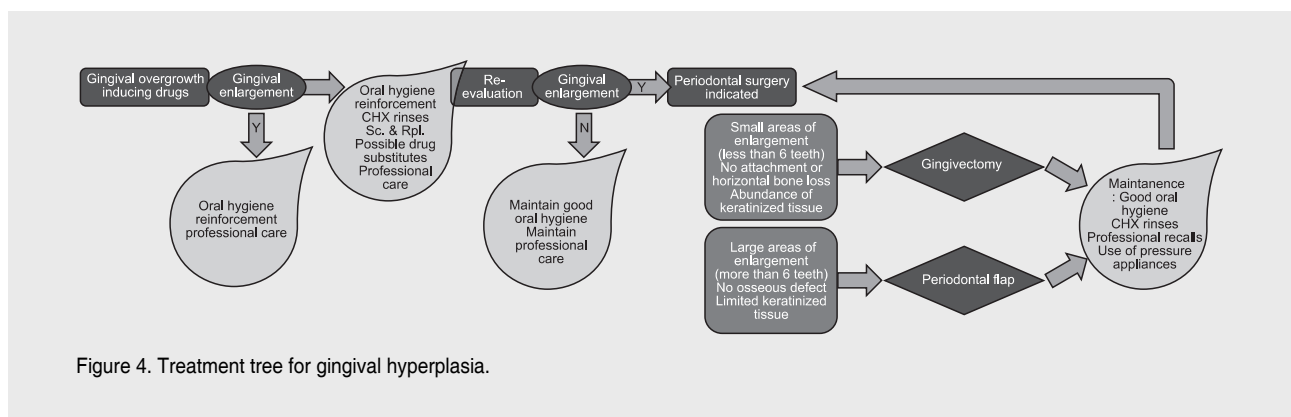 Gingival overgrowth
inducing drugs
Gingival
enlargement
Y
Oral hygiene
reinforcement
professional care
Oral hygiene
reinforcement
CHX rinses
Sc. & Rpl.
Possible drug
substitutes
Professional
care
Re-
evaluation
Gingival
enlargement
Y
N
Maintain good
oral hygiene
Maintain
professional
care
Periodontal surgery
indicated
Small areas of
enlargement
(less than 6 teeth)
No attachment or
horizontal bone loss
Abundance of
keratinized tissue
Gingivectomy
Large areas of
enlargement
(more than 6 teeth)
No osseous defect
Limited keratinized
tissue
Periodontal flap
Maintanence
: Good oral
hygiene
CHX rinses
Professional recalls
Use of pressure
appliances
Figure 4. Treatment tree for gingival hyperplasia.